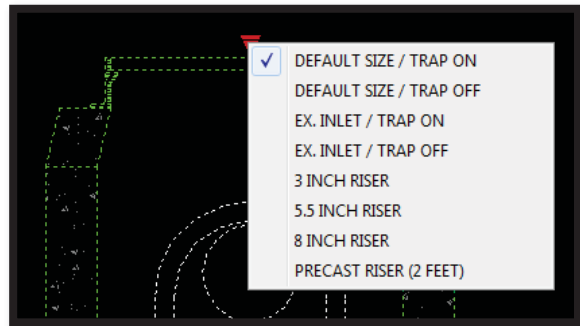 DEFAULT SIZE / TRAP ON
DEFAULT SIZE / TRAP OFF
EX. INLET / TRAP ON
EX. INLET / TRAP OFF
3 INCH RISER
5.5 INCH RISER
8 INCH RISER
PRECAST RISER (2 FEET)